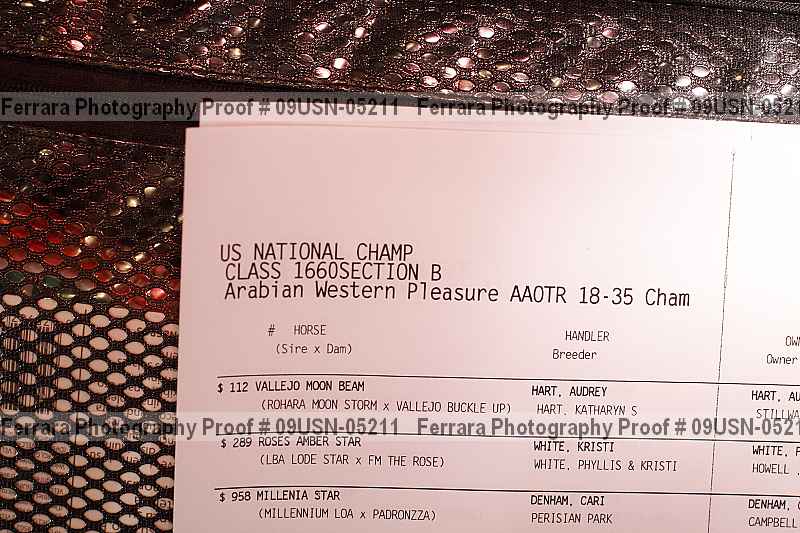 Ferrara Photography Proof # 09USN-05211 Ferrara Photography Proof # 09USN-0521
US NATIONAL CHAMP
CLASS 1660SECTION B
Arabian Western Pleasure AAOTR 18-35 Cham
# HORSE HANDLER OWN
(Sire x Dam) Breeder Owner
$ 112 VALLEJO MOON BEAM HART, AUDREY HART, AU
(ROHARA MOON STORM x VALLEJO BUCKLE UP) HART, KATHARYN S STILLWA
Ferrara Photography Proof # 09USN-05211 Ferrara Photography Proof # 09USN-0521
$ 289 ROSES AMBER STAR WHITE, KRISTI WHITE, P
(LBA LODE STAR x FM THE ROSE) WHITE, PHYLLIS & KRISTI HOWELL
$ 958 MILLENIA STAR DENHAM, CARI DENHAM, C
(MILLENNIUM LOA x PADRONZZA) PERISIAN PARK CAMPBELL